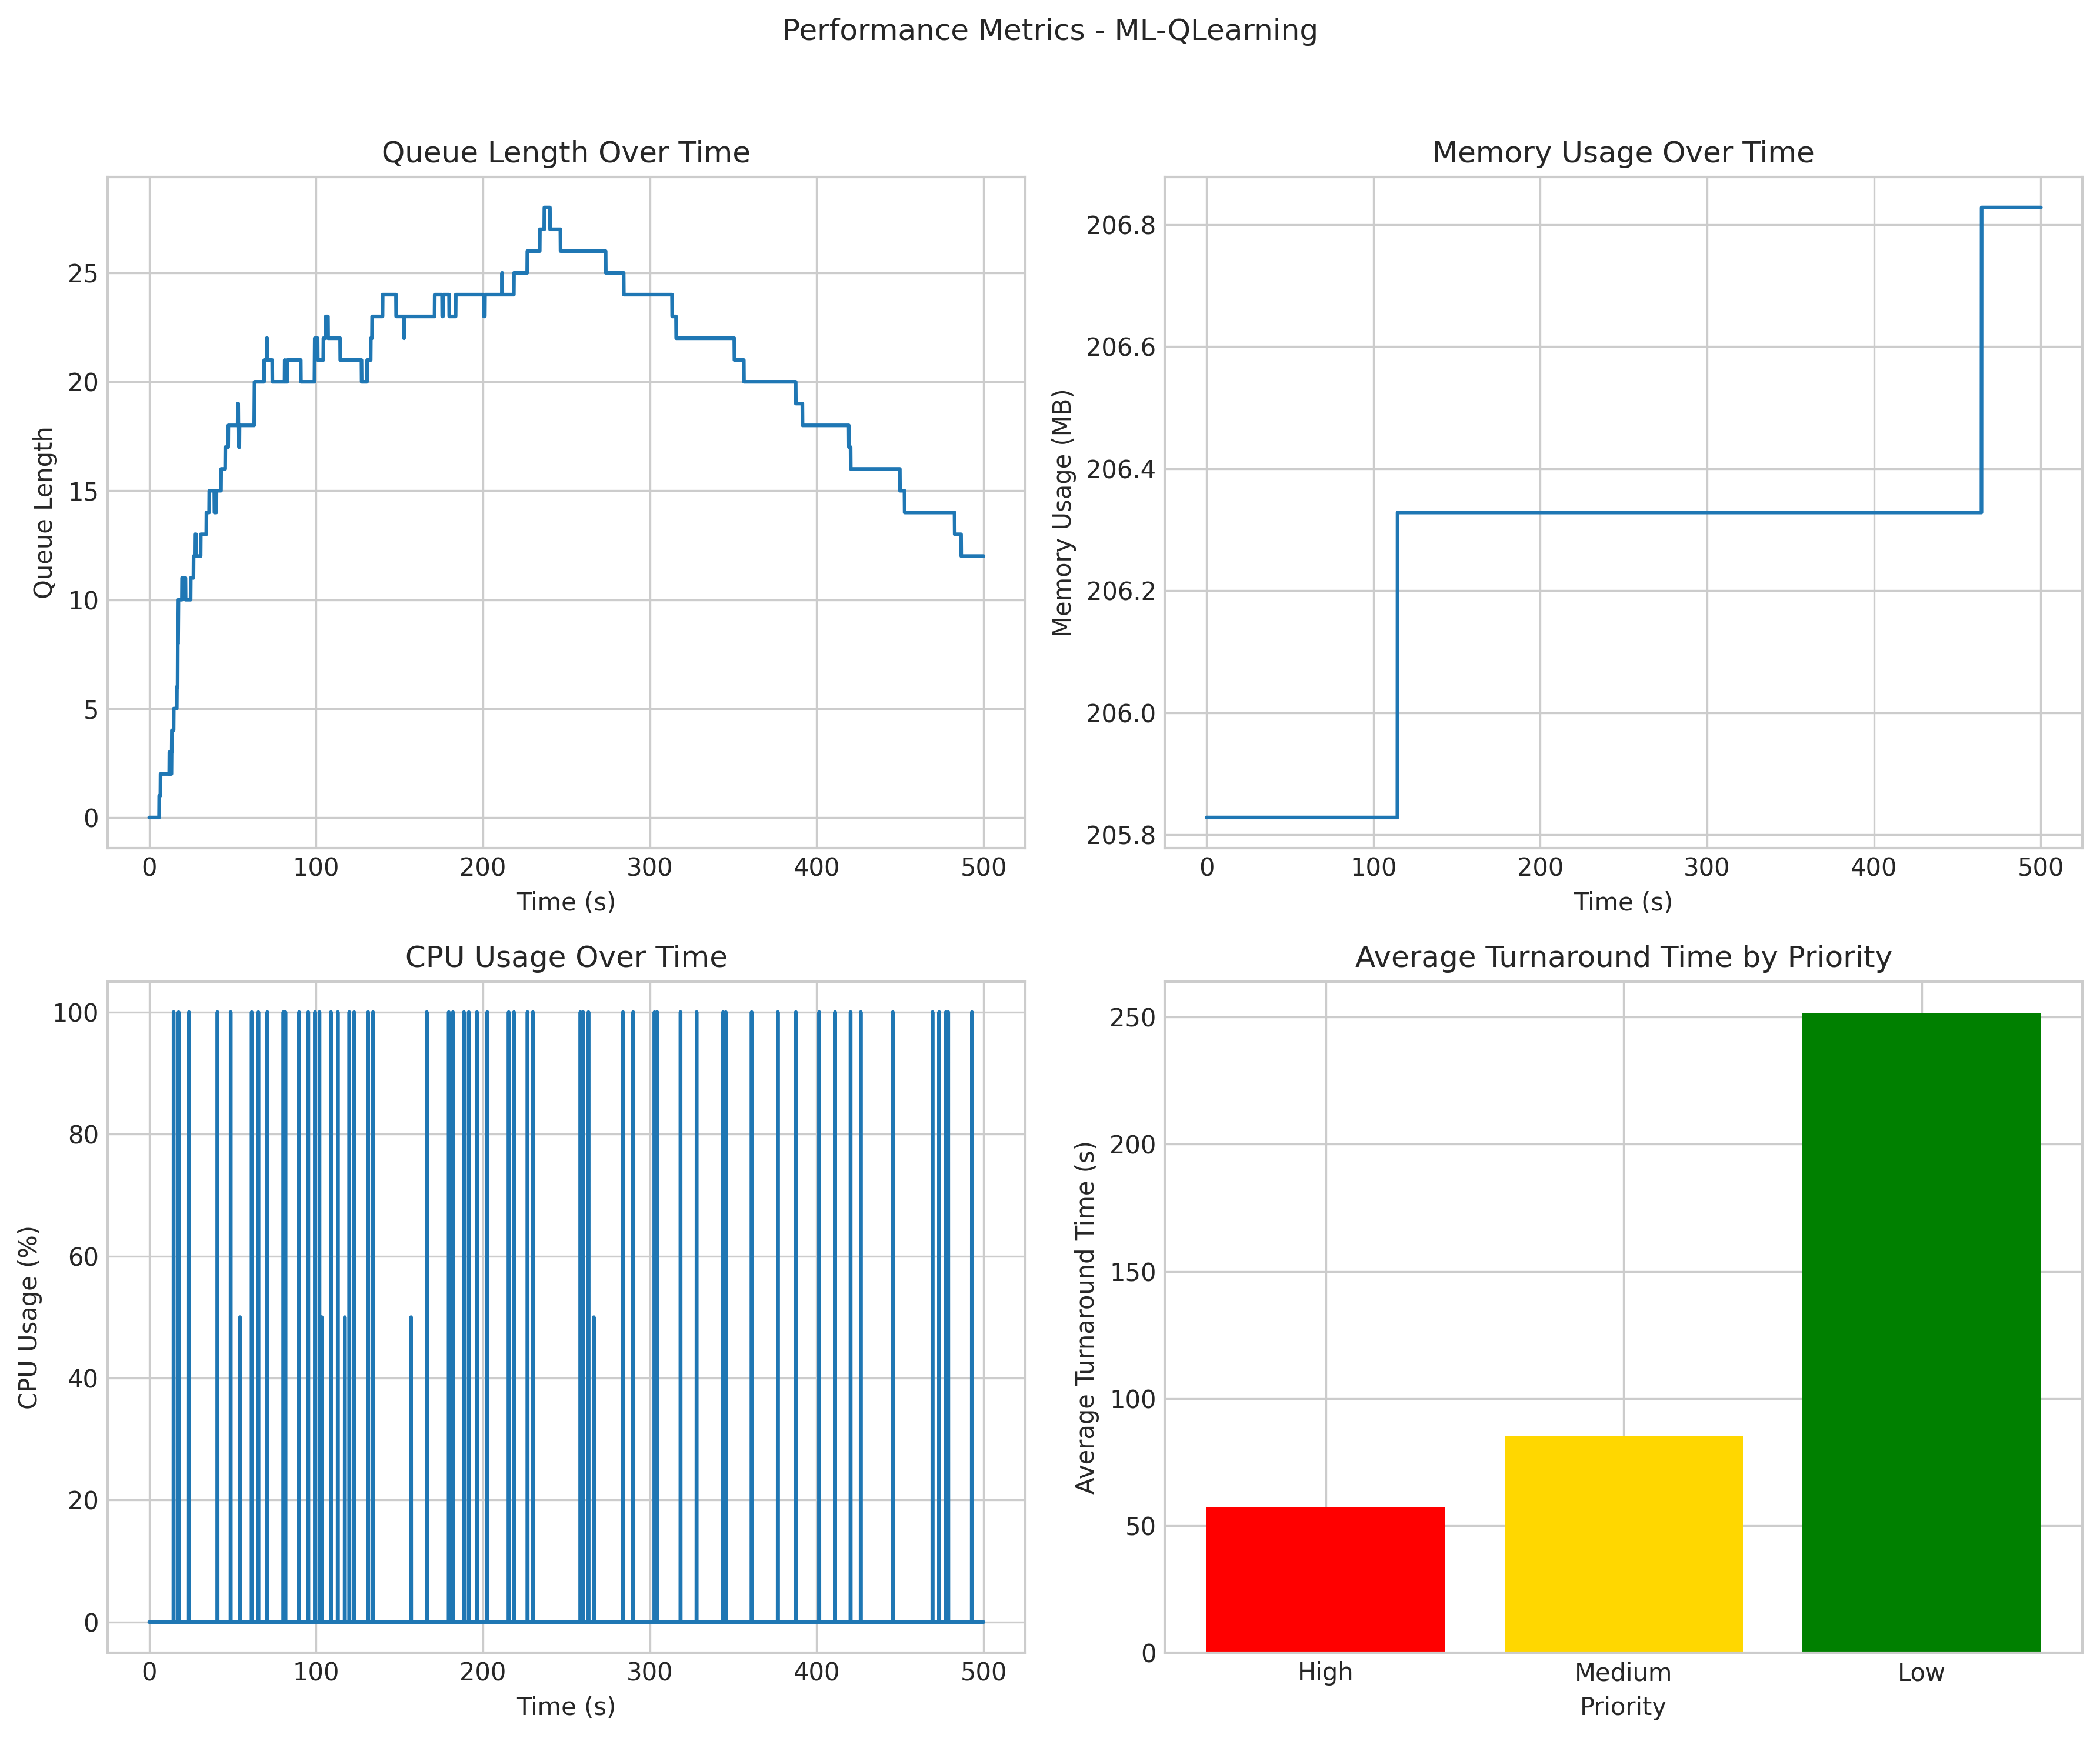 Performance Metrics - ML-QLearning
Queue Length Over Time
Queue Length
25
20
15
10
5
0
0 100 200 300 400 500
Time (s)
Memory Usage Over Time
Memory Usage (MB)
206.8
206.6
206.4
206.2
206.0
205.8
0 100 200 300 400 500
Time (s)
CPU Usage Over Time
CPU Usage (%)
100
80
60
40
20
0
0 100 200 300 400 500
Time (s)
Average Turnaround Time by Priority
Average Turnaround Time (s)
250
200
150
100
50
0
High Medium Low
Priority